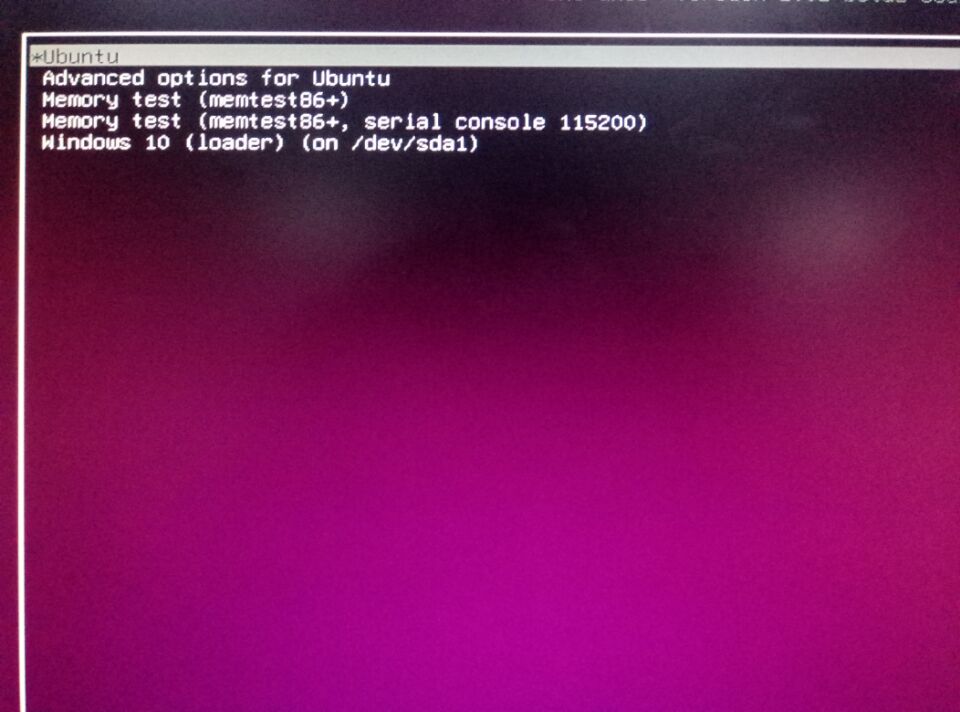 *Ubuntu
Advanced options for Ubuntu
Memory test (memtest86+)
Memory test (memtest86+, serial console 115200)
Windows 10 (loader) (on /dev/sda1)